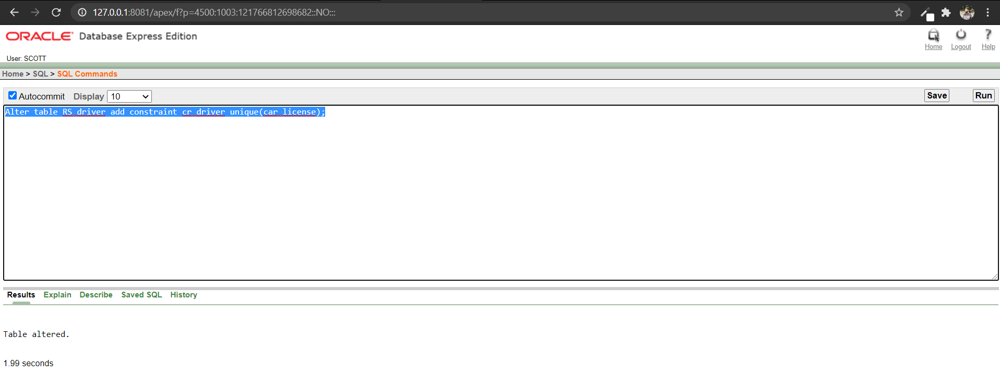 127.0.0.1:8081/apex/f?p=4500:1003:121766812698682::NO:::
ORACLE Database Express Edition
Home Logout Help
User: SCOTT
Home > SQL > SQL Commands
Autocommit Display 10 Save Run
Alter table RS_driver add constraint cr_driver unique(car_license);
Results Explain Describe Saved SQL History
Table altered.
1.99 seconds